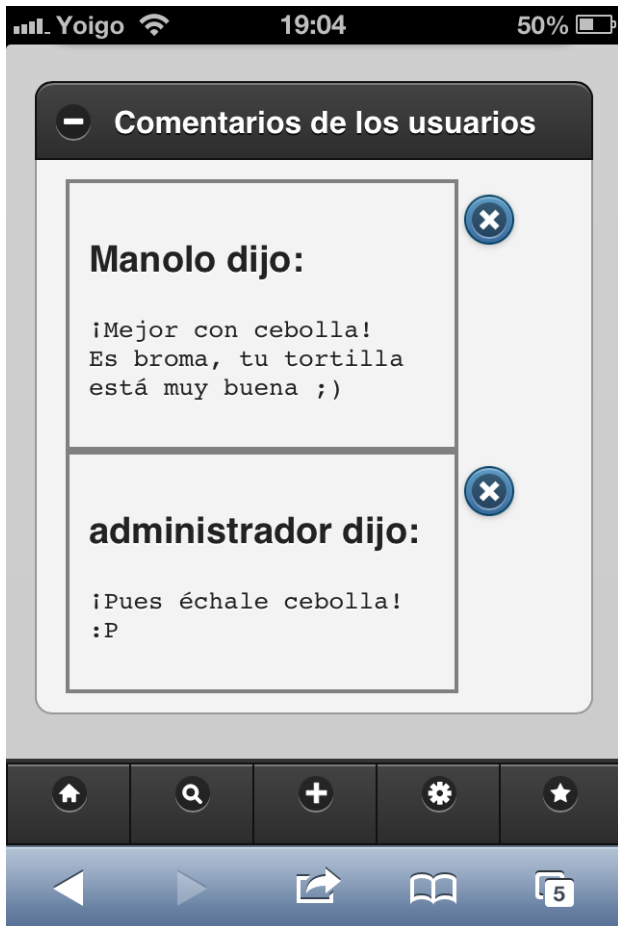 Yoigo 19:04 50%
Comentarios de los usuarios
Manolo dijo:
¡Mejor con cebolla!
Es broma, tu tortilla
está muy buena ;)
administrador dijo:
¡Pues échale cebolla!
:P
5